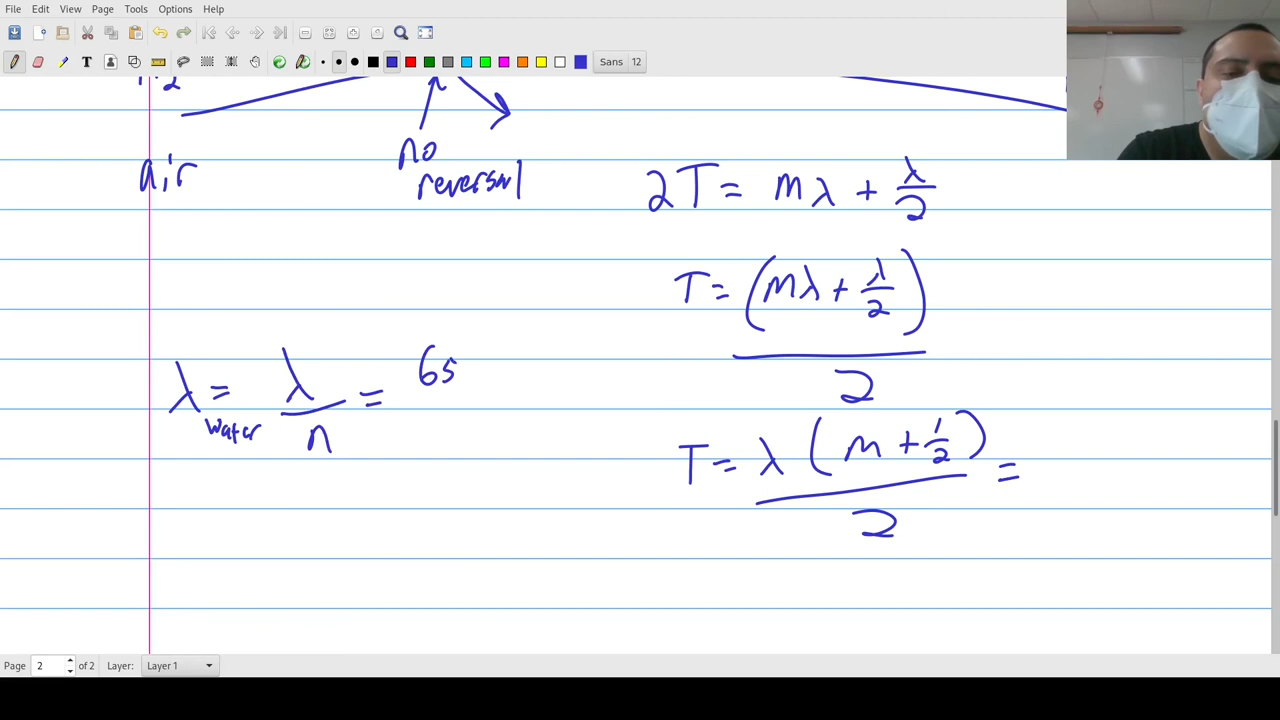 File Edit View Page Tools Options Help
T Sans 12
air
no
reversal
2T = mλ + λ/2
T = (mλ + λ/2)/2
λwater = λ/n = 65
T = λ(m + 1/2)/2 =
Page 2 of 2 Layer: Layer 1